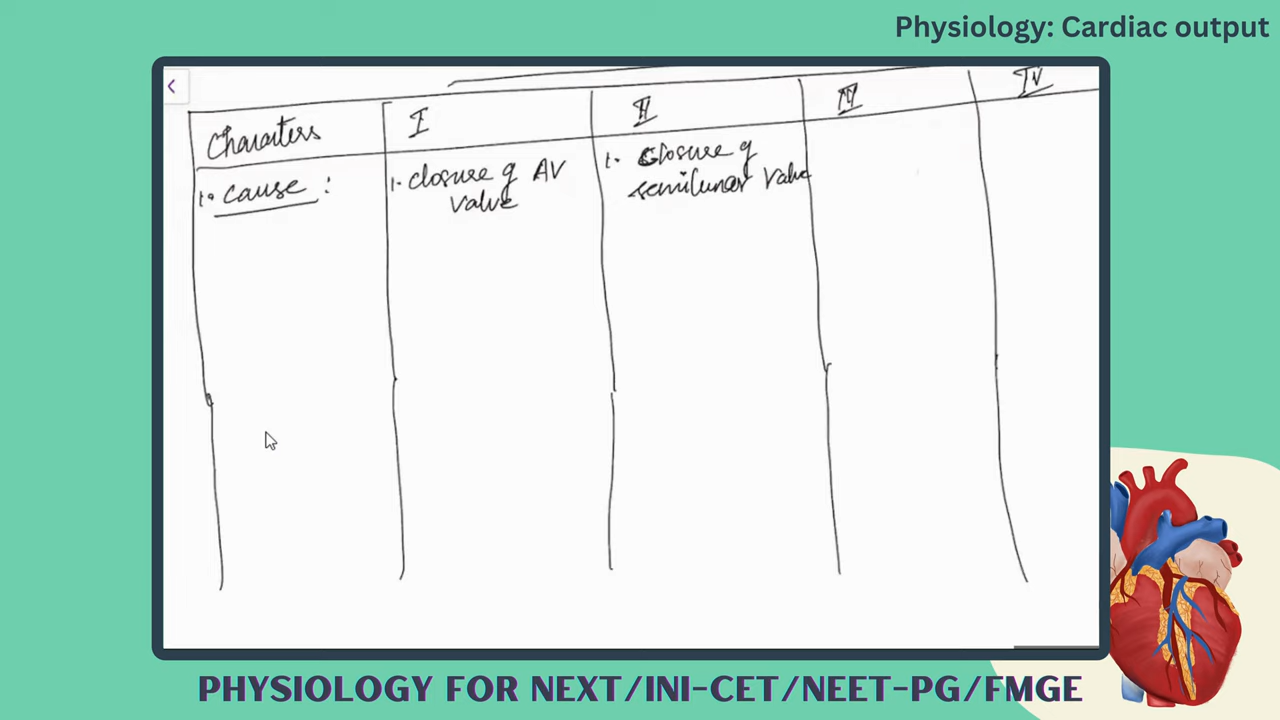 Physiology: Cardiac output
Characters I II III IV
1. Cause : 1. closure of AV
valve
1. closure of
semilunar valve
PHYSIOLOGY FOR NEXT/INI-CET/NEET-PG/FMGE